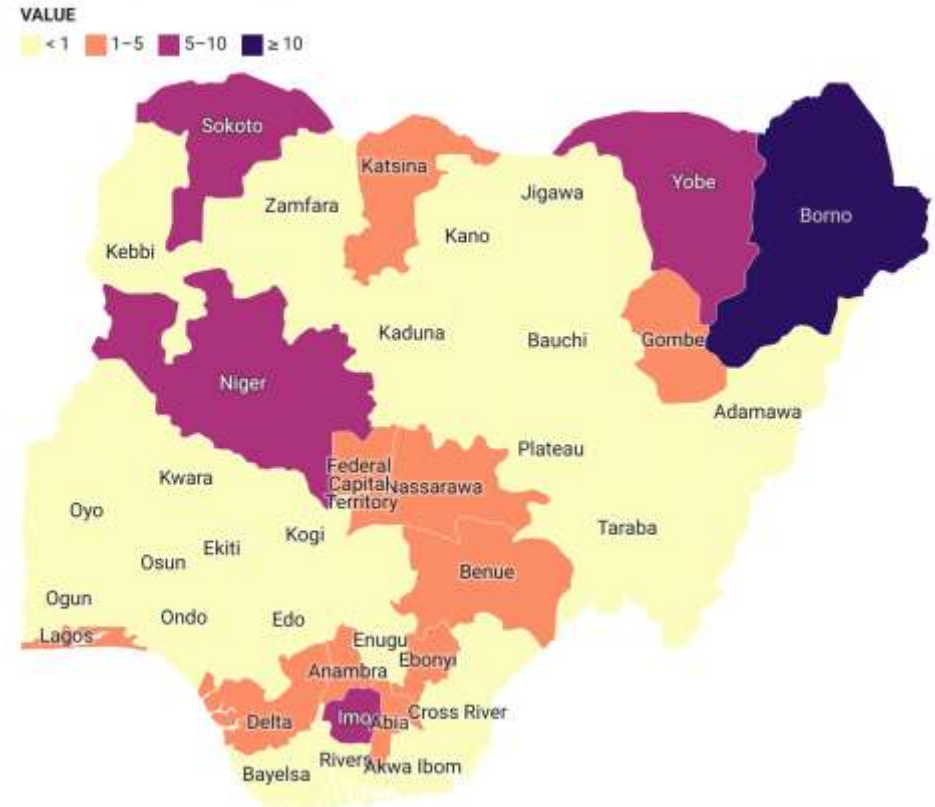 VALUE
< 1 1–5 5–10 ≥ 10
Sokoto
Katsina
Yobe
Jigawa
Zamfara
Borno
Kano
Kebbi
Kaduna
Bauchi
Gombe
Niger
Adamawa
Plateau
Federal
Capital
Territory
Nassarawa
Kwara
Oyo
Taraba
Kogi
Ekiti
Osun
Benue
Ogun
Ondo
Edo
Lagos
Enugu
Ebonyi
Anambra
Cross River
Imo
Abia
Delta
Rivers
Akwa Ibom
Bayelsa